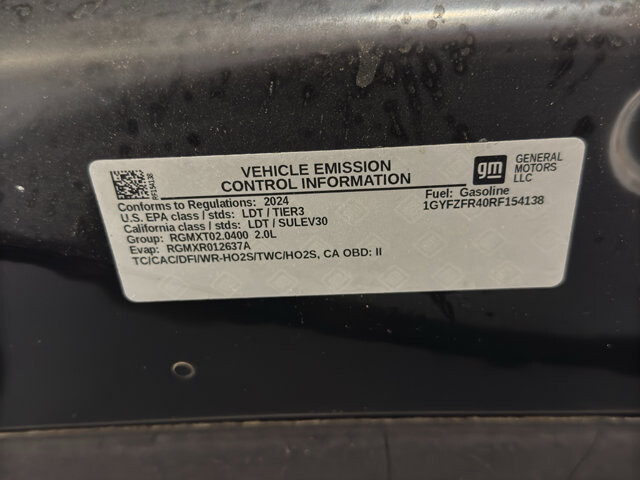 VEHICLE EMISSION
CONTROL INFORMATION
gm
GENERAL
MOTORS
LLC
RF154138
Conforms to Regulations: 2024
Fuel: Gasoline
U.S. EPA class / stds: LDT / TIER3
1GYFZFR40RF154138
California class / stds: LDT / SULEV30
Group: RGMXT02.0400 2.0L
Evap: RGMXR012637A
TC/CAC/DFI/WR-HO2S/TWC/HO2S, CA OBD: II